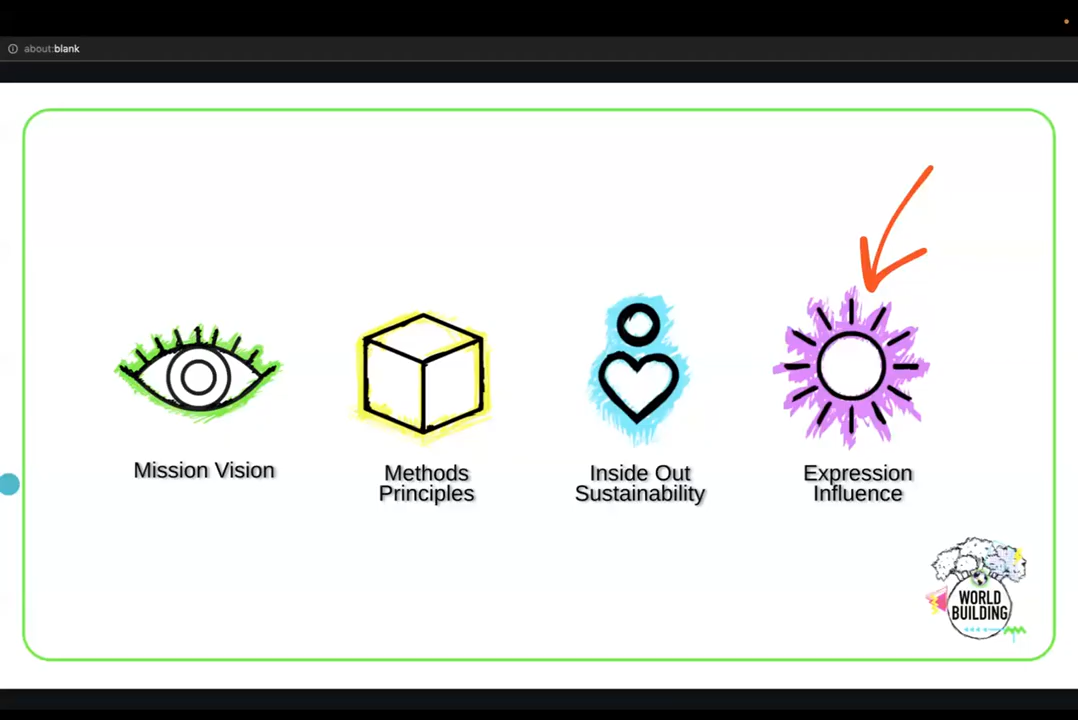 about:blank
Mission Vision
Methods
Principles
Inside Out
Sustainability
Expression
Influence
WORLD
BUILDING